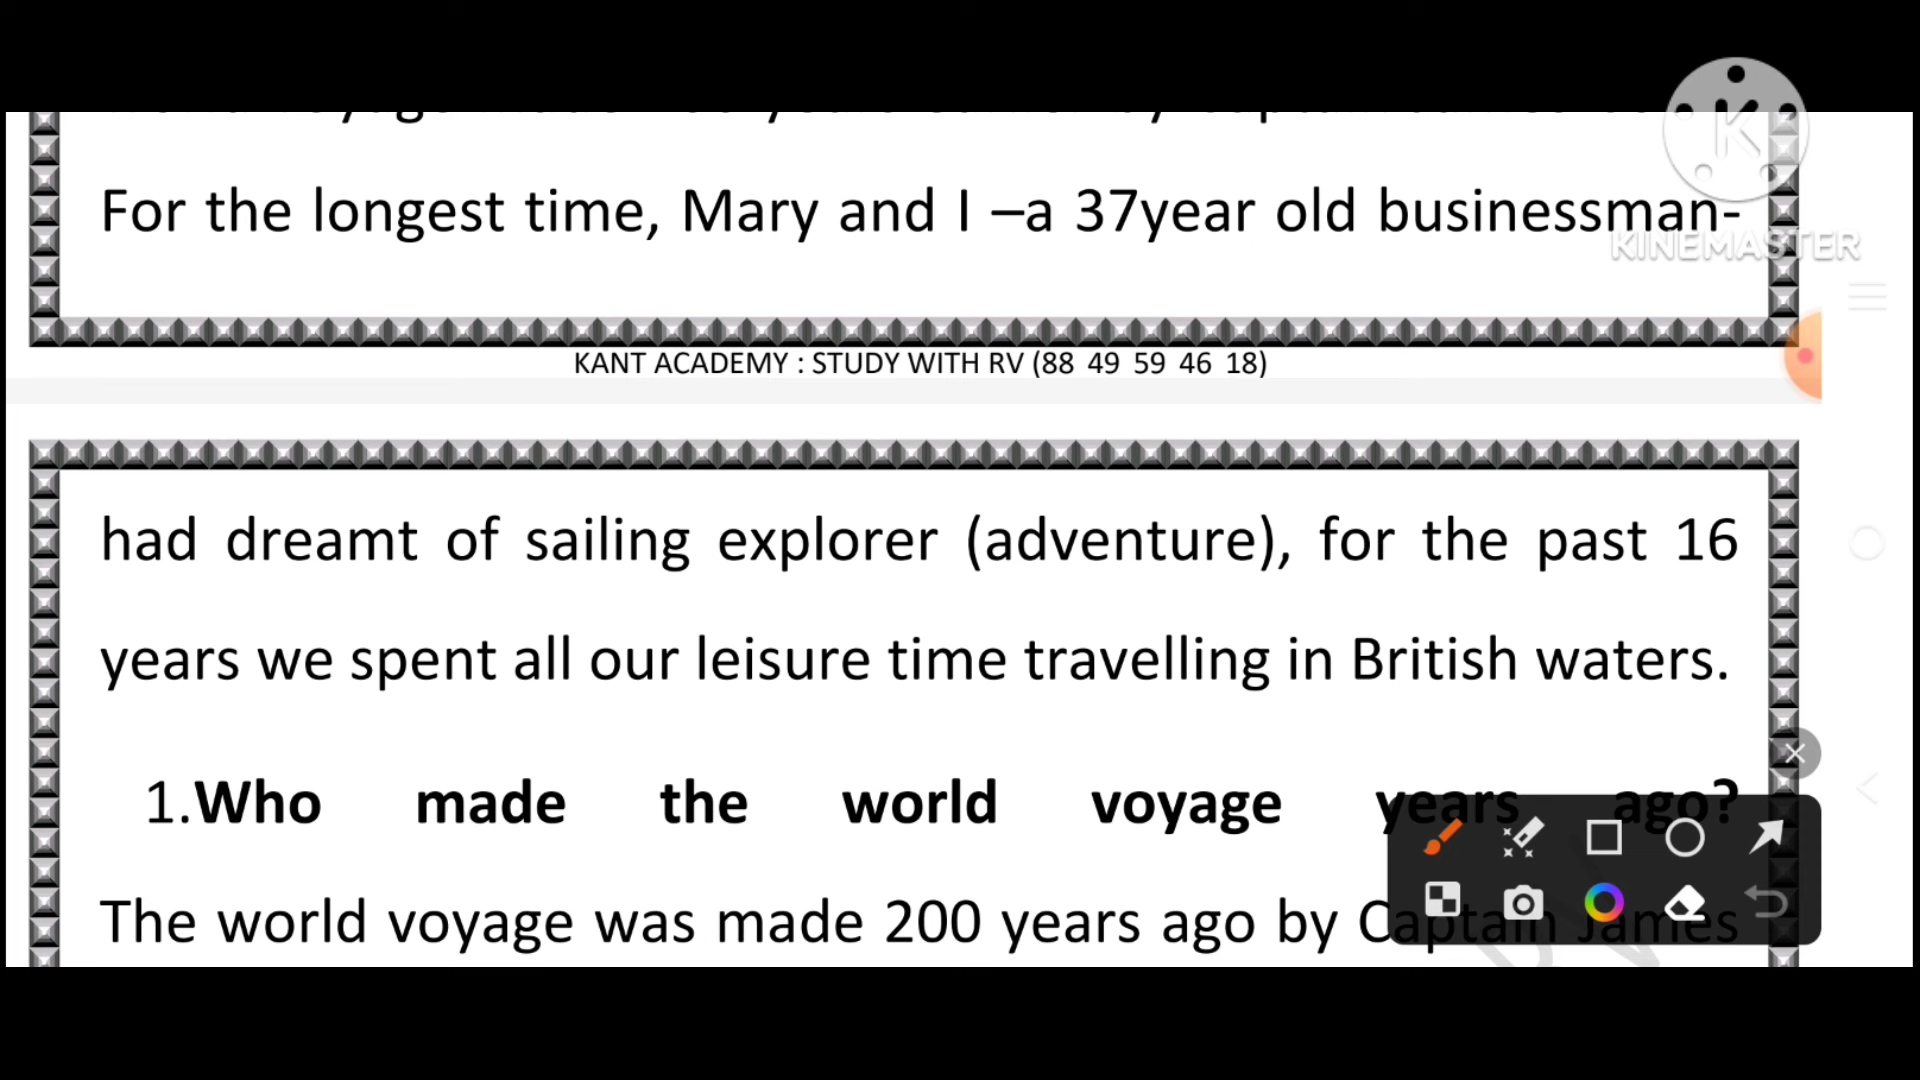 KINEMASTER
For the longest time, Mary and I –a 37year old businessman-
KANT ACADEMY : STUDY WITH RV (88 49 59 46 18)
had dreamt of sailing explorer (adventure), for the past 16
years we spent all our leisure time travelling in British waters.
1.Who made the world voyage years ago?
The world voyage was made 200 years ago by Captain James